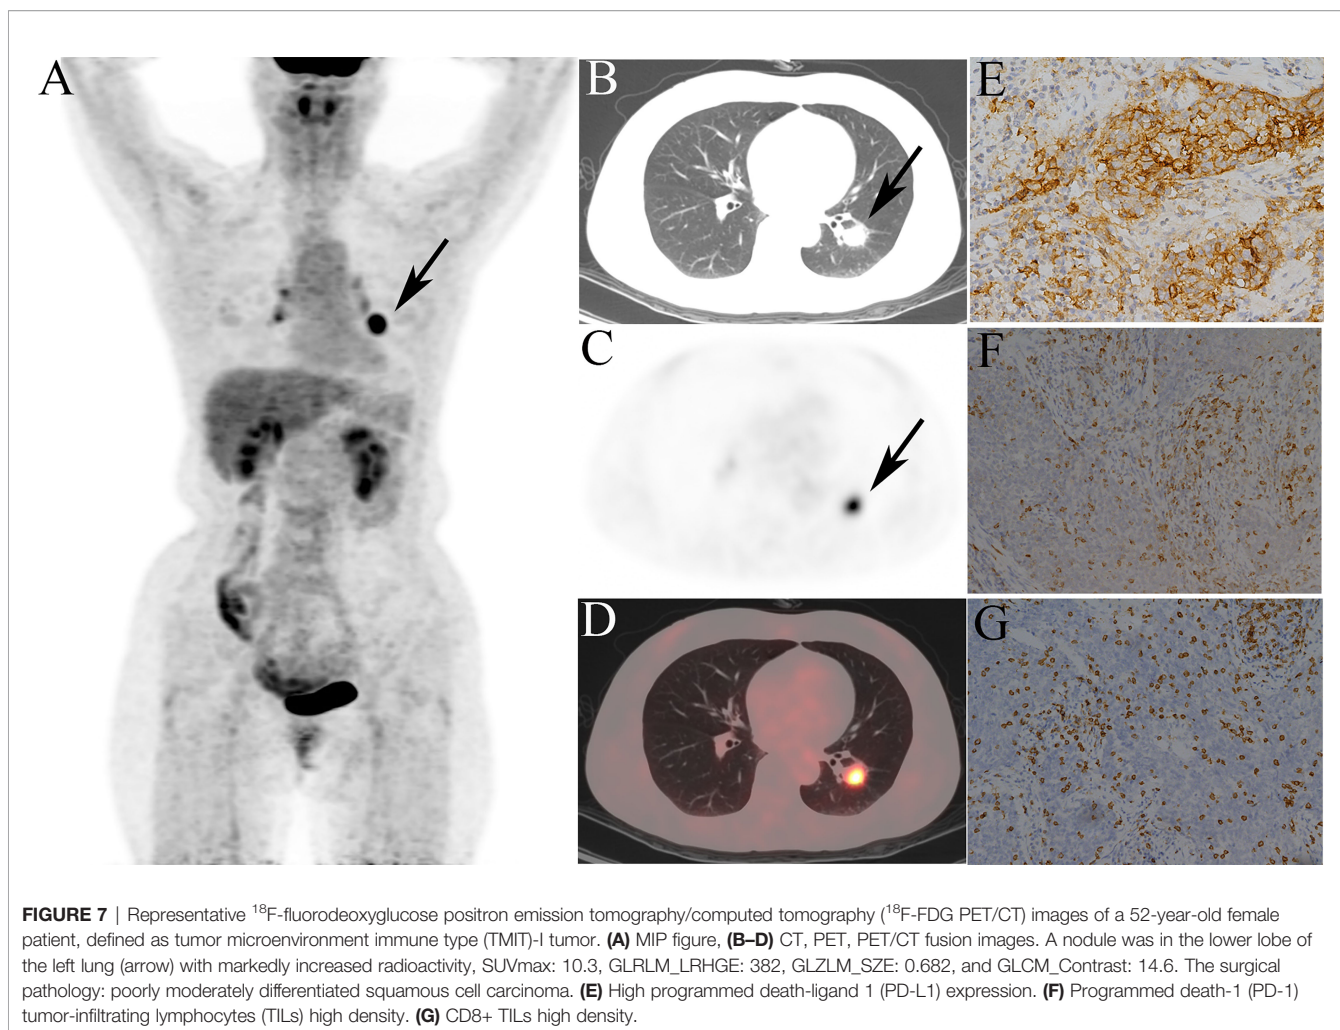 A
B
E
C
F
D
G
FIGURE 7 | Representative ¹⁸F-fluorodeoxyglucose positron emission tomography/computed tomography (¹⁸F-FDG PET/CT) images of a 52-year-old female
patient, defined as tumor microenvironment immune type (TMIT)-I tumor. (A) MIP figure, (B–D) CT, PET, PET/CT fusion images. A nodule was in the lower lobe of
the left lung (arrow) with markedly increased radioactivity, SUVmax: 10.3, GLRLM_LRHGE: 382, GLZLM_SZE: 0.682, and GLCM_Contrast: 14.6. The surgical
pathology: poorly moderately differentiated squamous cell carcinoma. (E) High programmed death-ligand 1 (PD-L1) expression. (F) Programmed death-1 (PD-1)
tumor-infiltrating lymphocytes (TILs) high density. (G) CD8+ TILs high density.